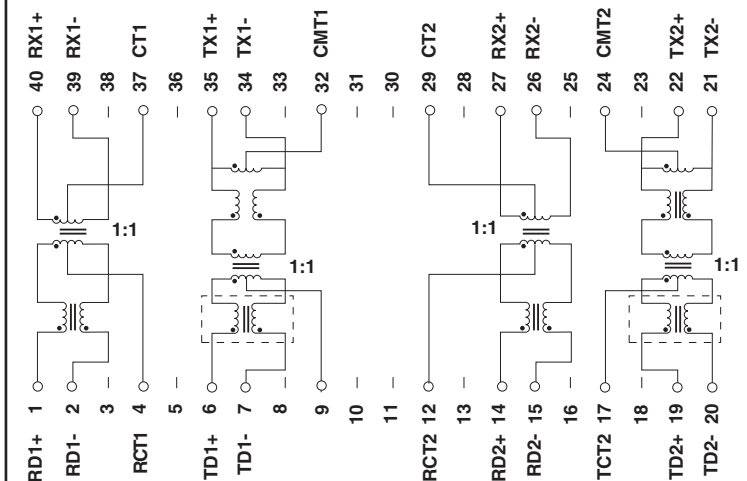 40 RX1+
39 RX1-
38
37 CT1
36
35 TX1+
34 TX1-
33
32 CMT1
31
30
29 CT2
28
27 RX2+
26 RX2-
25
24 CMT2
23
22 TX2+
21 TX2-
1:1
1:1
1:1
1:1
RD1+ 1
RD1- 2
3
RCT1 4
5
TD1+ 6
TD1- 7
8
9
10
11
RCT2 12
13
RD2+ 14
RD2- 15
16
TCT2 17
18
TD2+ 19
TD2- 20